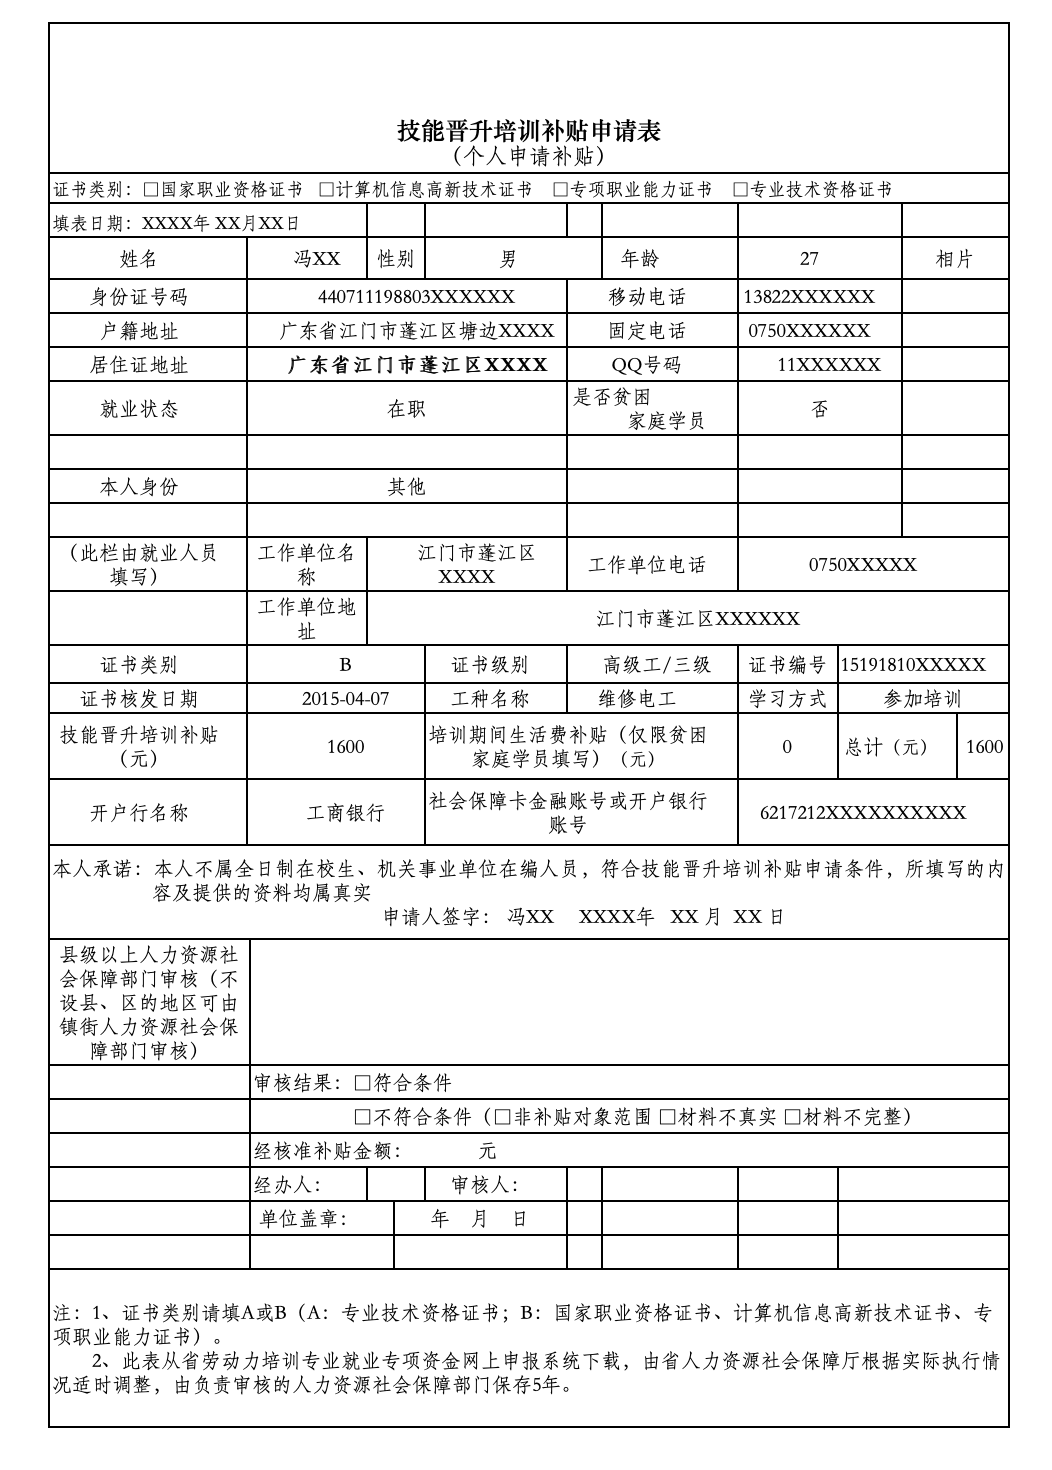 技能晋升培训补贴申请表
（个人申请补贴）
证书类别：□国家职业资格证书 □计算机信息高新技术证书 □专项职业能力证书 □专业技术资格证书
填表日期：XXXX年 XX月XX日
姓名 冯XX 性别 男 年龄 27 相片
身份证号码 440711198803XXXXXX 移动电话 13822XXXXXX
户籍地址 广东省江门市蓬江区塘边XXXX 固定电话 0750XXXXXX
居住证地址 广东省江门市蓬江区XXXX QQ号码 11XXXXXX
就业状态 在职 是否贫困
家庭学员 否
本人身份 其他
（此栏由就业人员
填写） 工作单位名
称 江门市蓬江区
XXXX 工作单位电话 0750XXXXX
工作单位地
址 江门市蓬江区XXXXXX
证书类别 B 证书级别 高级工/三级 证书编号 15191810XXXXX
证书核发日期 2015-04-07 工种名称 维修电工 学习方式 参加培训
技能晋升培训补贴
（元） 1600 培训期间生活费补贴（仅限贫困
家庭学员填写）（元） 0 总计（元） 1600
开户行名称 工商银行 社会保障卡金融账号或开户银行
账号 6217212XXXXXXXXXX
本人承诺：本人不属全日制在校生、机关事业单位在编人员，符合技能晋升培训补贴申请条件，所填写的内
容及提供的资料均属真实
申请人签字： 冯XX XXXX年 XX 月 XX 日
县级以上人力资源社
会保障部门审核（不
设县、区的地区可由
镇街人力资源社会保
障部门审核）
审核结果：□符合条件
□不符合条件（□非补贴对象范围 □材料不真实 □材料不完整）
经核准补贴金额： 元
经办人： 审核人：
单位盖章： 年 月 日
注：1、证书类别请填A或B（A：专业技术资格证书；B：国家职业资格证书、计算机信息高新技术证书、专
项职业能力证书）。
2、此表从省劳动力培训专业就业专项资金网上申报系统下载，由省人力资源社会保障厅根据实际执行情
况适时调整，由负责审核的人力资源社会保障部门保存5年。